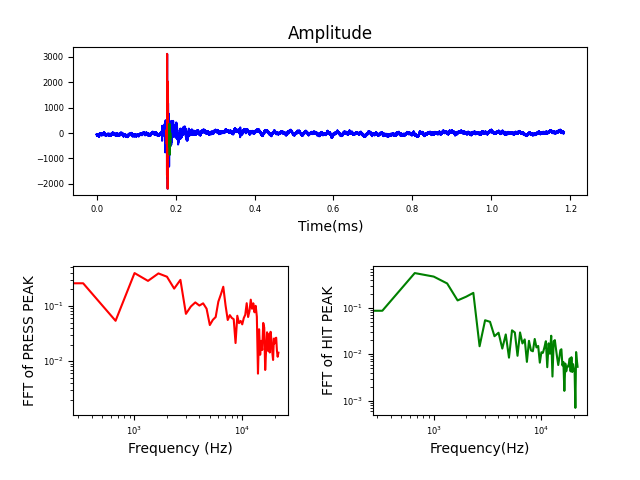 Amplitude
3000
2000
1000
0
−1000
−2000
0.0 0.2 0.4 0.6 0.8 1.0 1.2
Time(ms)
FFT of PRESS PEAK
10⁻¹
10⁻²
10³ 10⁴
Frequency (Hz)
FFT of HIT PEAK
10⁻¹
10⁻²
10⁻³
10³ 10⁴
Frequency(Hz)